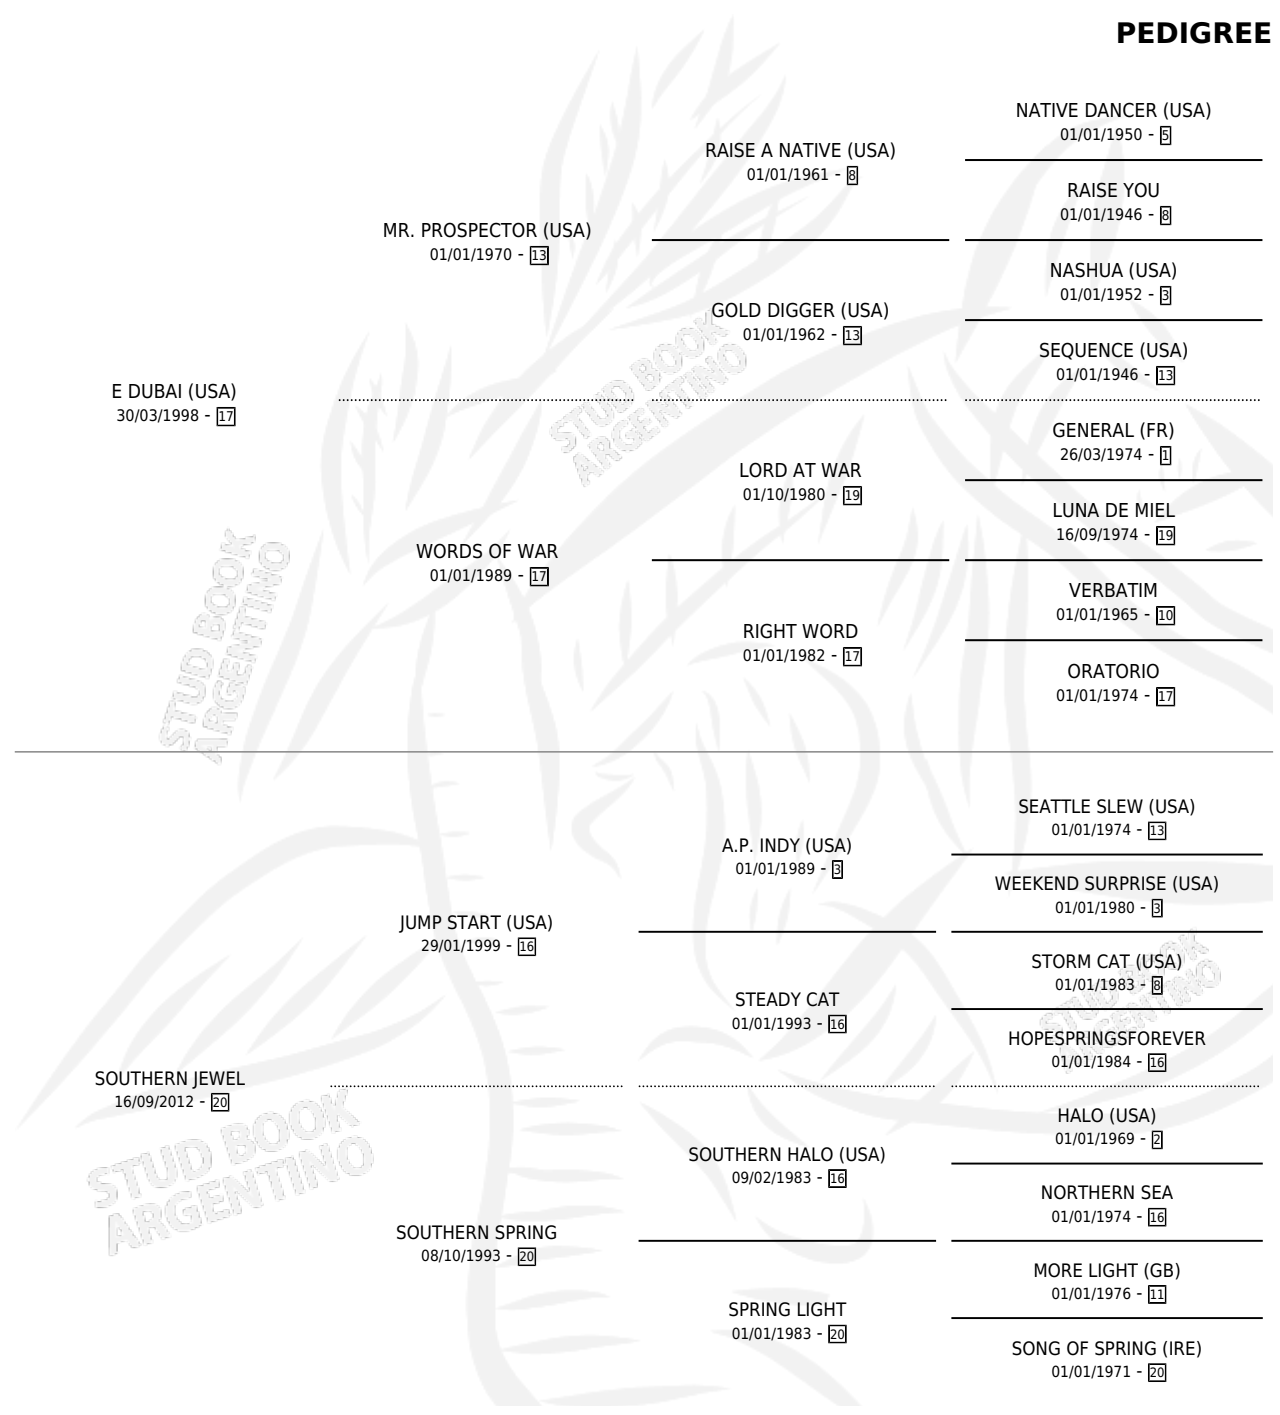 PEDIGREE
NATIVE DANCER (USA)
01/01/1950 - 5
RAISE A NATIVE (USA)
01/01/1961 - 8
RAISE YOU
01/01/1946 - 8
MR. PROSPECTOR (USA)
01/01/1970 - 13
NASHUA (USA)
01/01/1952 - 3
GOLD DIGGER (USA)
01/01/1962 - 13
SEQUENCE (USA)
01/01/1946 - 13
E DUBAI (USA)
30/03/1998 - 17
GENERAL (FR)
26/03/1974 - 1
LORD AT WAR
01/10/1980 - 19
LUNA DE MIEL
16/09/1974 - 19
WORDS OF WAR
01/01/1989 - 17
VERBATIM
01/01/1965 - 10
RIGHT WORD
01/01/1982 - 17
ORATORIO
01/01/1974 - 17
SEATTLE SLEW (USA)
01/01/1974 - 13
A.P. INDY (USA)
01/01/1989 - 3
WEEKEND SURPRISE (USA)
01/01/1980 - 3
JUMP START (USA)
29/01/1999 - 16
STORM CAT (USA)
01/01/1983 - 8
STEADY CAT
01/01/1993 - 16
HOPESPRINGSFOREVER
01/01/1984 - 16
SOUTHERN JEWEL
16/09/2012 - 20
HALO (USA)
01/01/1969 - 2
SOUTHERN HALO (USA)
09/02/1983 - 16
NORTHERN SEA
01/01/1974 - 16
SOUTHERN SPRING
08/10/1993 - 20
MORE LIGHT (GB)
01/01/1976 - 11
SPRING LIGHT
01/01/1983 - 20
SONG OF SPRING (IRE)
01/01/1971 - 20
STUD BOOK
ARGENTINO
STUD BOOK
ARGENTINO
STUD BOOK
ARGENTINO
STUD BOOK
ARGENTINO